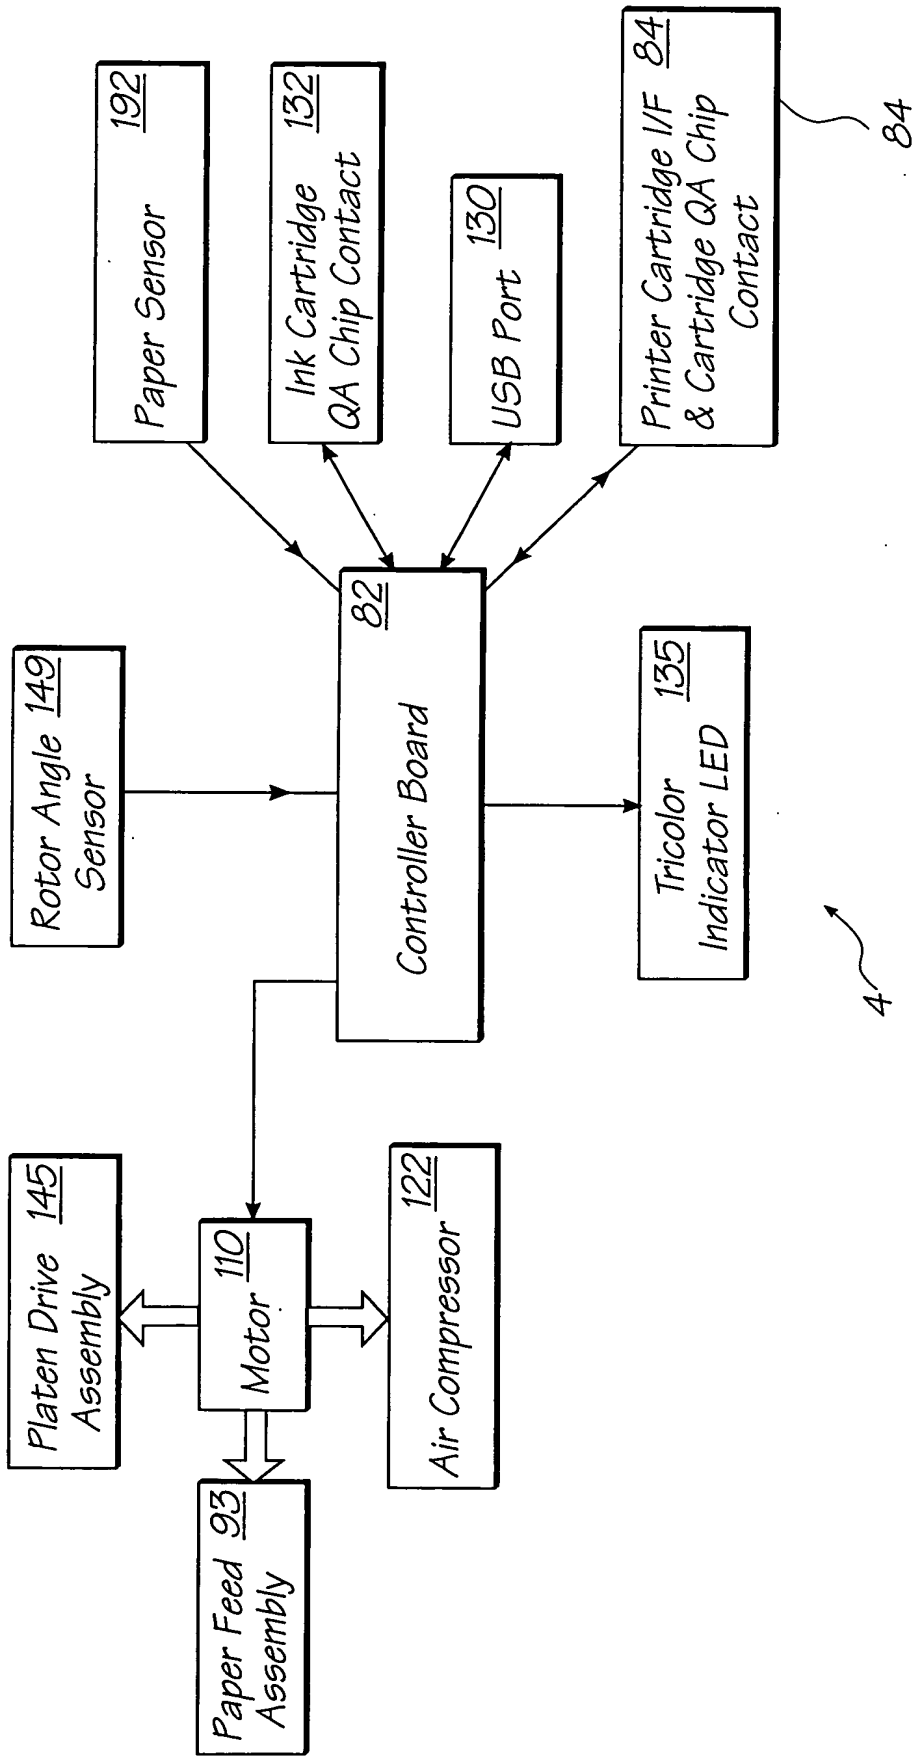 Platen Drive 145
Assembly
Rotor Angle 149
Sensor
Paper Sensor 192
Paper Feed 93
Assembly
Motor 110
Ink Cartridge 132
QA Chip Contact
Controller Board 82
Air Compressor 122
USB Port 130
Tricolor 135
Indicator LED
Printer Cartridge I/F 84
& Cartridge QA Chip
Contact
84
4